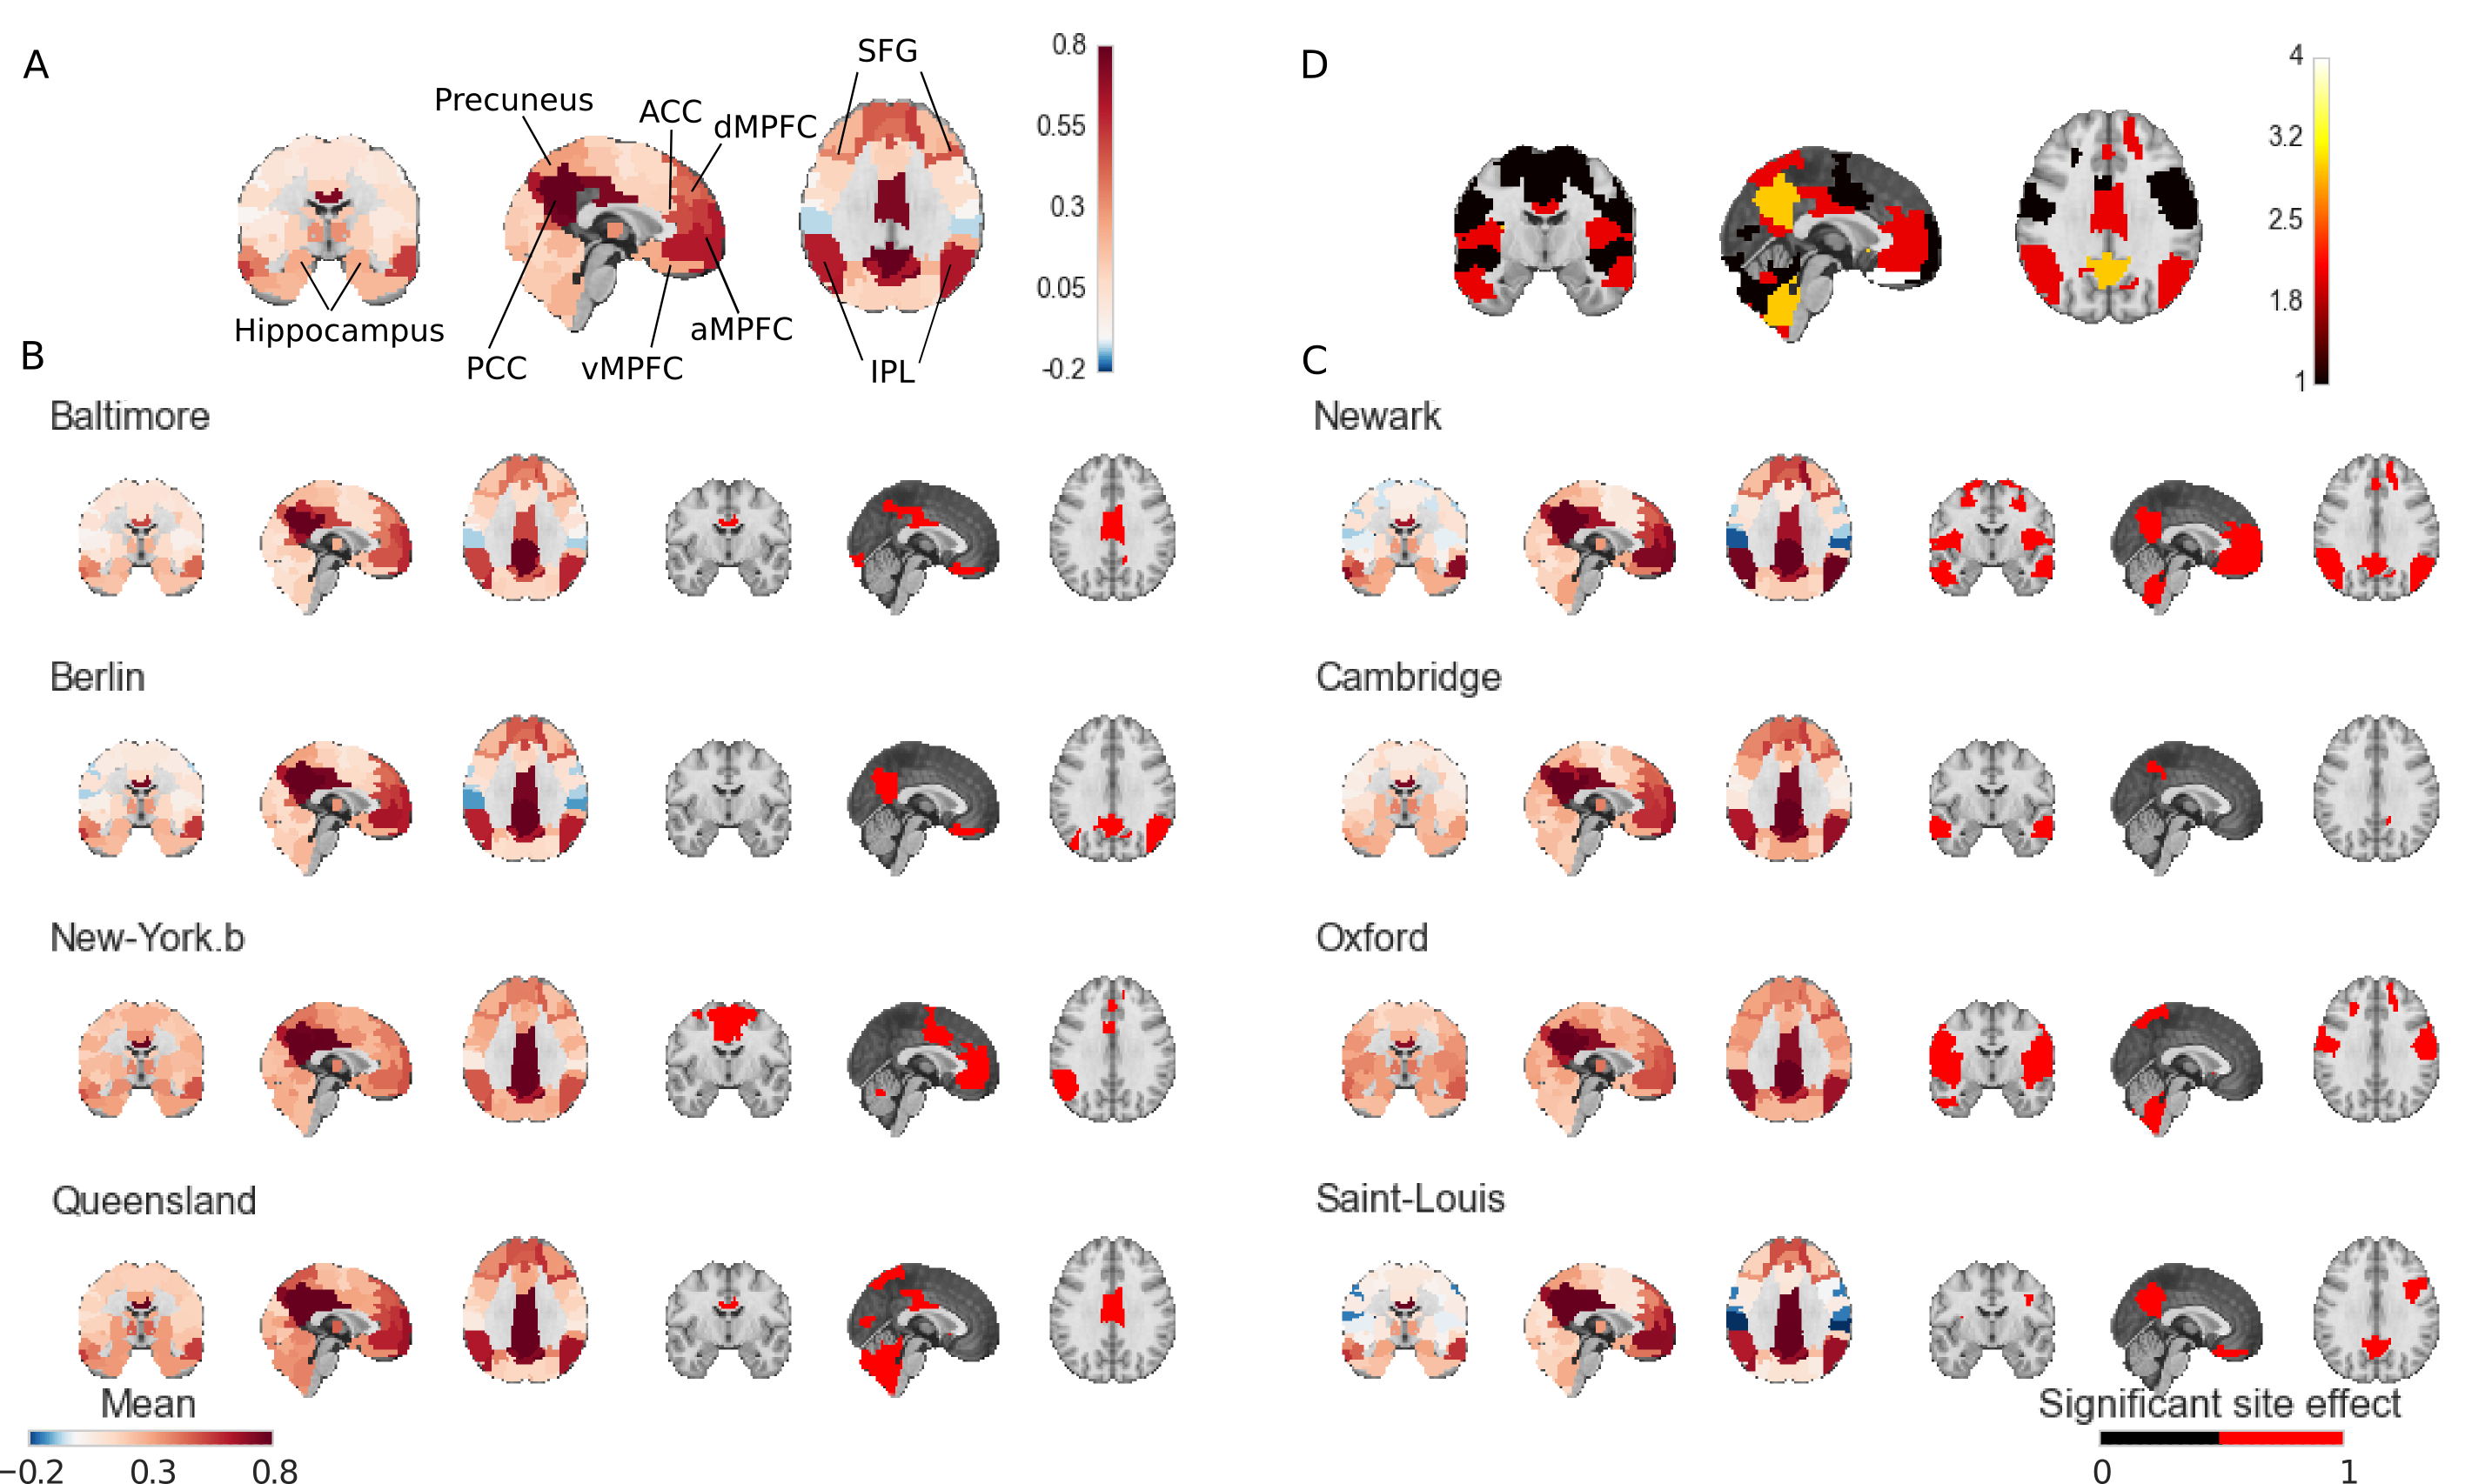 A
SFG
0.8
Precuneus
ACC
dMPFC
0.55
0.3
0.05
-0.2
Hippocampus
PCC
vMPFC
aMPFC
IPL
D
4
3.2
2.5
1.8
1
B
C
Baltimore
Newark
Berlin
Cambridge
New-York.b
Oxford
Queensland
Saint-Louis
Mean
−0.2 0.3 0.8
Significant site effect
0 1